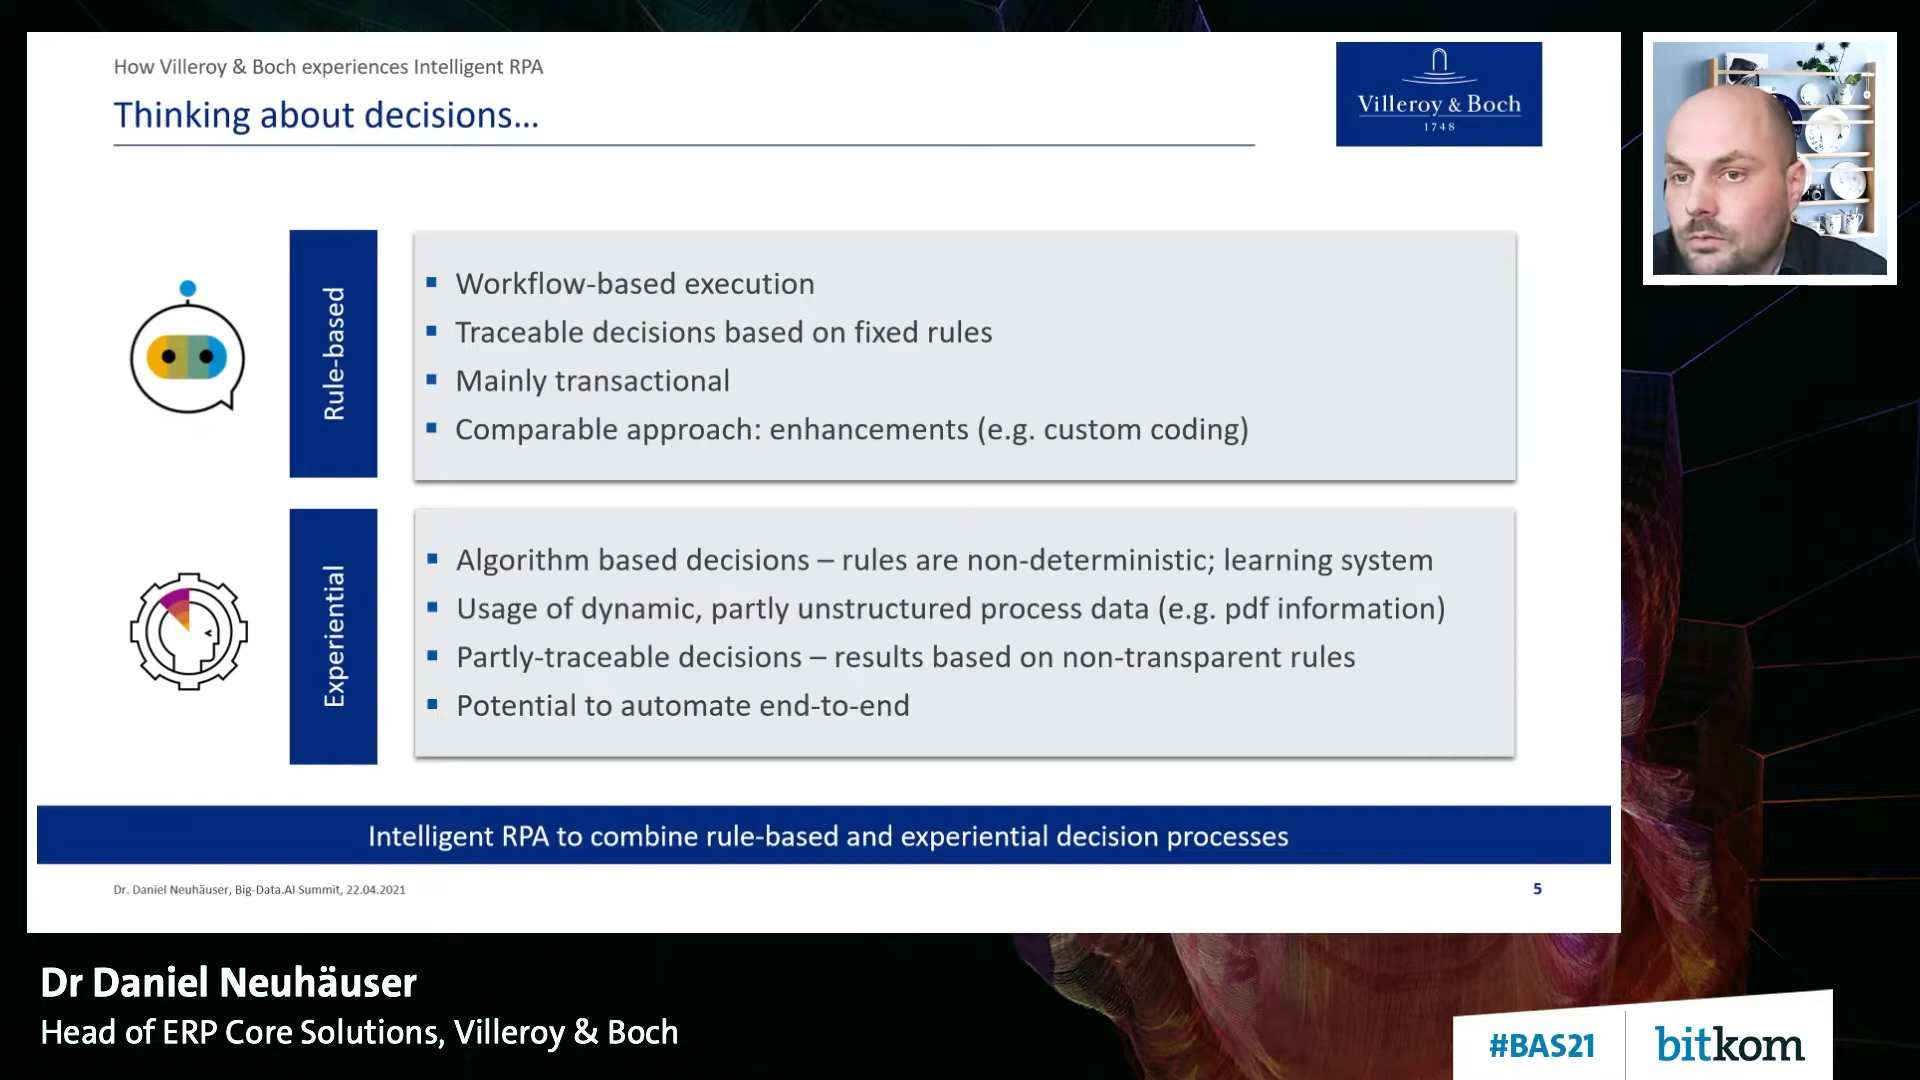 How Villeroy & Boch experiences Intelligent RPA
Thinking about decisions...
Villeroy & Boch
1748
Rule-based
▪ Workflow-based execution
▪ Traceable decisions based on fixed rules
▪ Mainly transactional
▪ Comparable approach: enhancements (e.g. custom coding)
Experiential
▪ Algorithm based decisions – rules are non-deterministic; learning system
▪ Usage of dynamic, partly unstructured process data (e.g. pdf information)
▪ Partly-traceable decisions – results based on non-transparent rules
▪ Potential to automate end-to-end
Intelligent RPA to combine rule-based and experiential decision processes
Dr. Daniel Neuhäuser, Big-Data.AI Summit, 22.04.2021
5
Dr Daniel Neuhäuser
Head of ERP Core Solutions, Villeroy & Boch
#BAS21
bitkom